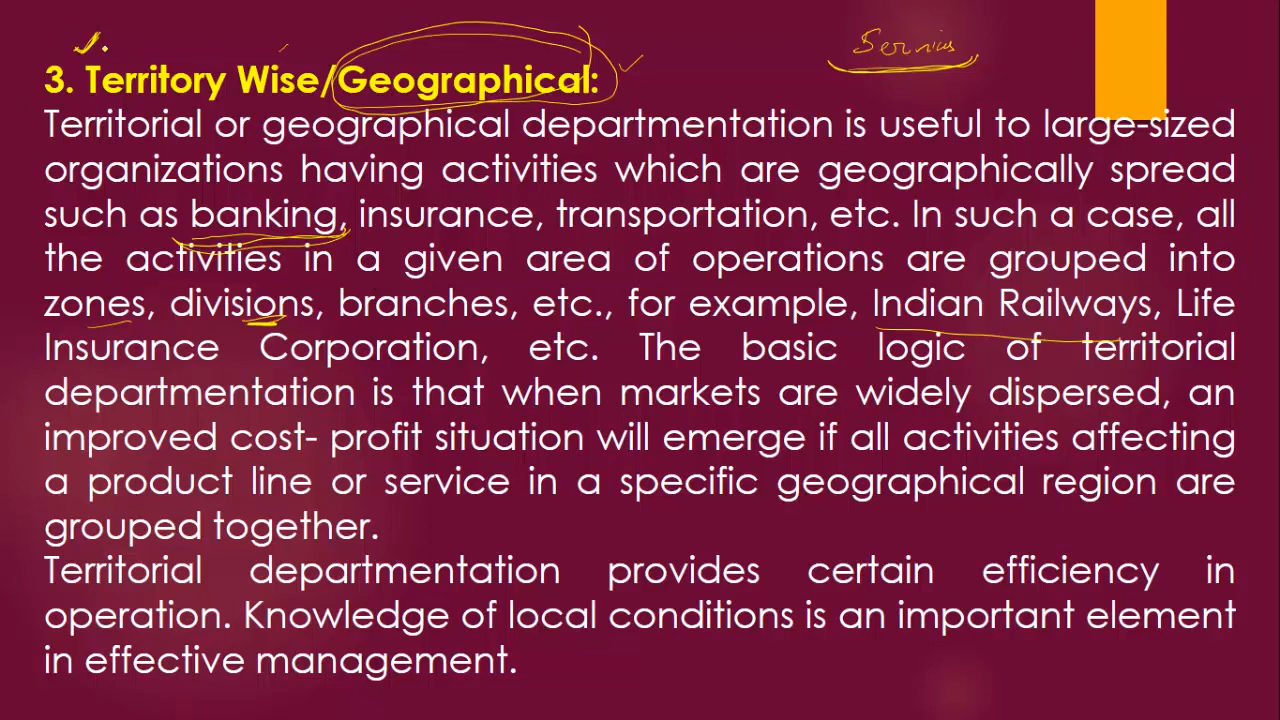 Services
3. Territory Wise/Geographical:
Territorial or geographical departmentation is useful to large-sized
organizations having activities which are geographically spread
such as banking, insurance, transportation, etc. In such a case, all
the activities in a given area of operations are grouped into
zones, divisions, branches, etc., for example, Indian Railways, Life
Insurance Corporation, etc. The basic logic of territorial
departmentation is that when markets are widely dispersed, an
improved cost- profit situation will emerge if all activities affecting
a product line or service in a specific geographical region are
grouped together.
Territorial departmentation provides certain efficiency in
operation. Knowledge of local conditions is an important element
in effective management.